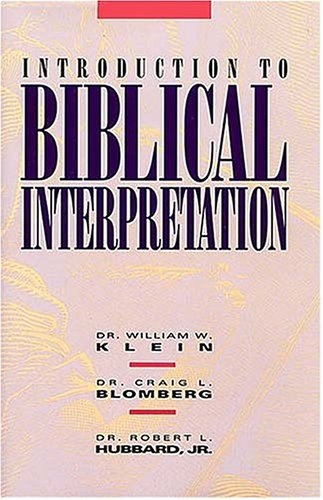 INTRODUCTION TO
BIBLICAL
INTERPRETATION
DR. WILLIAM W.
KLEIN
DR. CRAIG L.
BLOMBERG
DR. ROBERT L.
HUBBARD, JR.